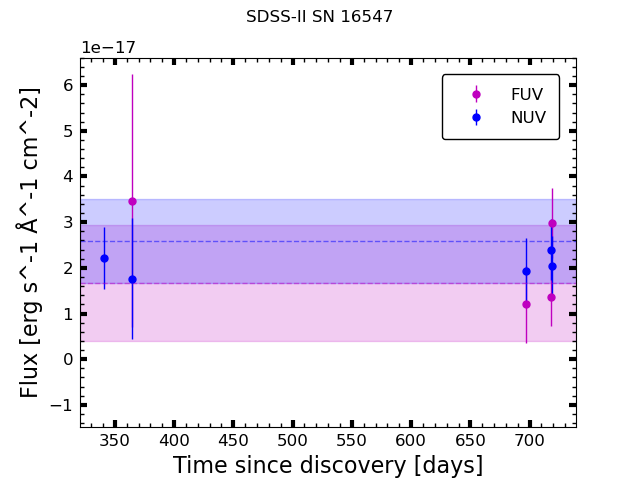 SDSS-II SN 16547
1e−17
FUV
NUV
6
5
4
3
2
1
0
−1
Flux [erg s^-1 Å^-1 cm^-2]
350 400 450 500 550 600 650 700
Time since discovery [days]